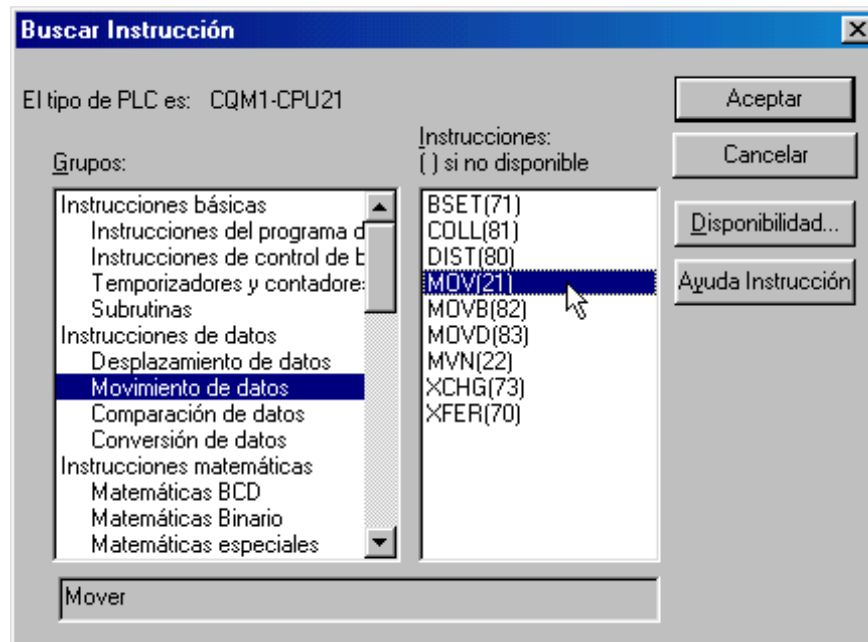 Buscar Instrucción
El tipo de PLC es: CQM1-CPU21
Grupos:
Instrucciones básicas
Instrucciones del programa d
Instrucciones de control de b
Temporizadores y contadores
Subrutinas
Instrucciones de datos
Desplazamiento de datos
Movimiento de datos
Comparación de datos
Conversión de datos
Instrucciones matemáticas
Matemáticas BCD
Matemáticas Binario
Matemáticas especiales
Instrucciones:
( ) si no disponible
BSET(71)
COLL(81)
DIST(80)
MOV(21)
MOVB(82)
MOVD(83)
MVN(22)
XCHG(73)
XFER(70)
Aceptar
Cancelar
Disponibilidad...
Ayuda Instrucción
Mover